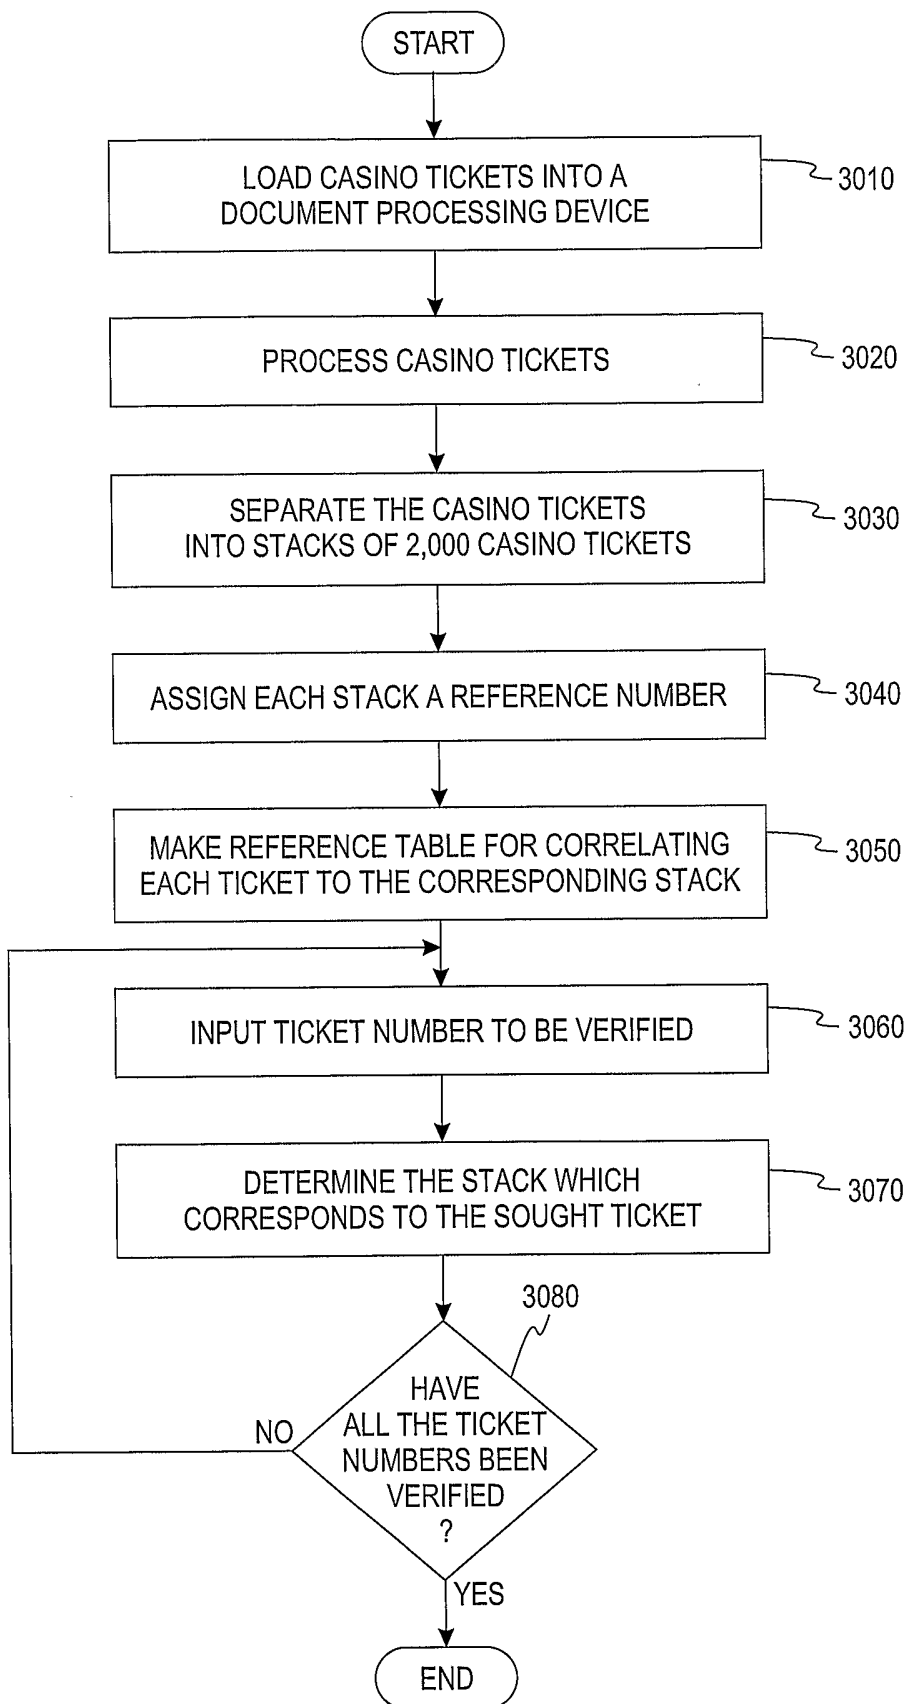 START
LOAD CASINO TICKETS INTO A
DOCUMENT PROCESSING DEVICE
3010
PROCESS CASINO TICKETS
3020
SEPARATE THE CASINO TICKETS
INTO STACKS OF 2,000 CASINO TICKETS
3030
ASSIGN EACH STACK A REFERENCE NUMBER
3040
MAKE REFERENCE TABLE FOR CORRELATING
EACH TICKET TO THE CORRESPONDING STACK
3050
INPUT TICKET NUMBER TO BE VERIFIED
3060
DETERMINE THE STACK WHICH
CORRESPONDS TO THE SOUGHT TICKET
3070
3080
HAVE
ALL THE TICKET
NUMBERS BEEN
VERIFIED
?
NO
YES
END